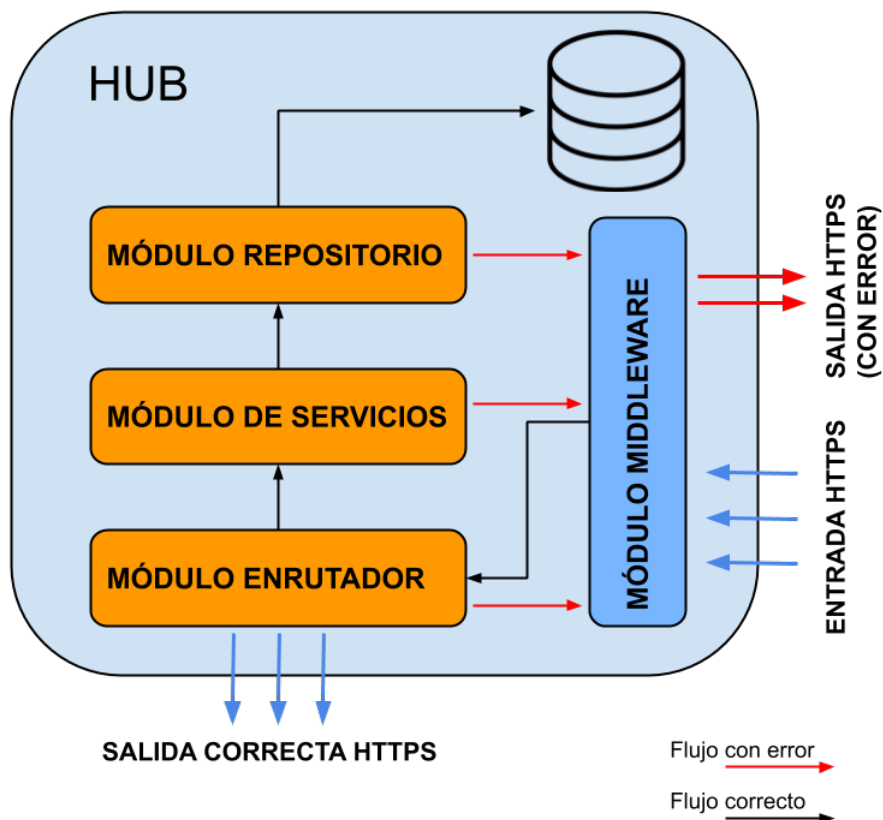 HUB
MÓDULO REPOSITORIO
MÓDULO DE SERVICIOS
MÓDULO ENRUTADOR
MÓDULO MIDDLEWARE
SALIDA HTTPS
(CON ERROR)
ENTRADA HTTPS
SALIDA CORRECTA HTTPS
Flujo con error
Flujo correcto